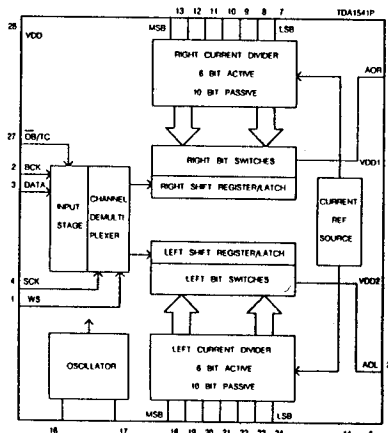 13 12 11 10 9 8 7
TDA1541P
28
VDD
MSB
LSB
RIGHT CURRENT DIVIDER
6 BIT ACTIVE
10 BIT PASSIVE
AOR
27
OB/TC
2 BCK
3 DATA
INPUT
STAGE
CHANNEL
DEMULTI
PLEXER
RIGHT BIT SWITCHES
RIGHT SHIFT REGISTER/LATCH
VDD1
CURRENT
REF
SOURCE
LEFT SHIFT REGISTER/LATCH
LEFT BIT SWITCHES
VDD2
4 SCK
1 WS
OSCILLATOR
LEFT CURRENT DIVIDER
6 BIT ACTIVE
10 BIT PASSIVE
AOL
MSB
LSB
16 17 18 19 20 21 22 23 24